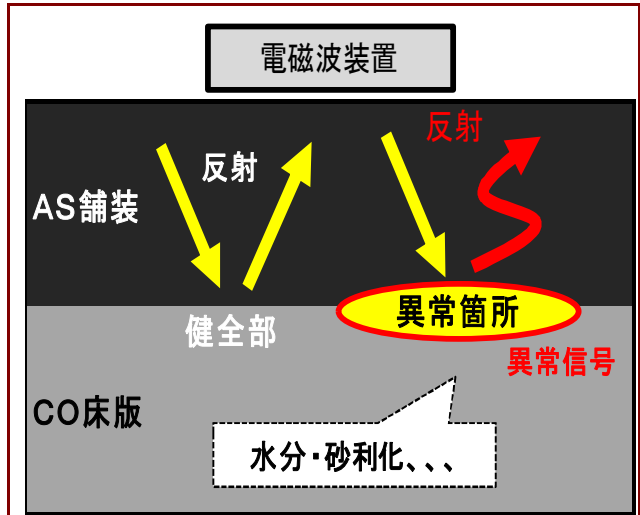 電磁波装置
反射
反射
AS舗装
健全部
異常箇所
異常信号
CO床版
水分・砂利化、、、